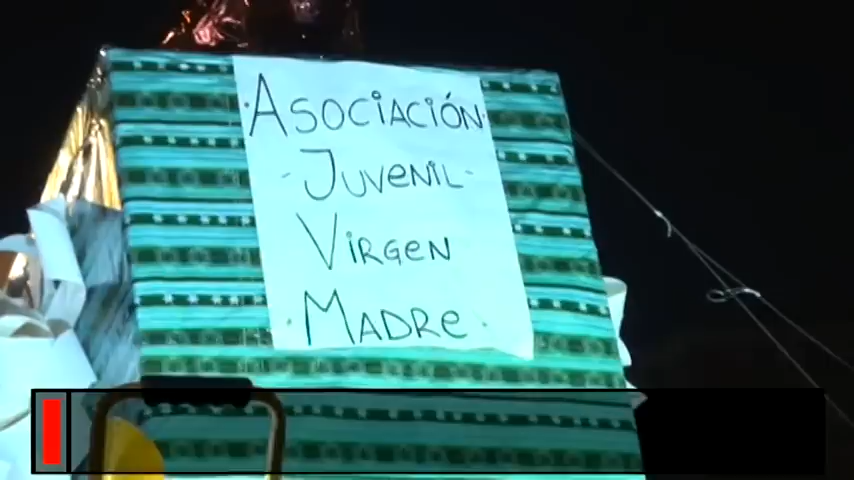 ·ASOCIACIÓN·
-JUVENIL-
VIRGEN
·MADRE·